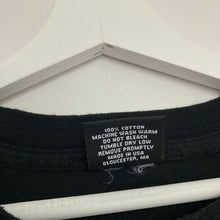 100% COTTON
MACHINE WASH WARM
DO NOT BLEACH
TUMBLE DRY LOW
REMOVE PROMPTLY
MADE IN USA
GLOUCESTER, MA